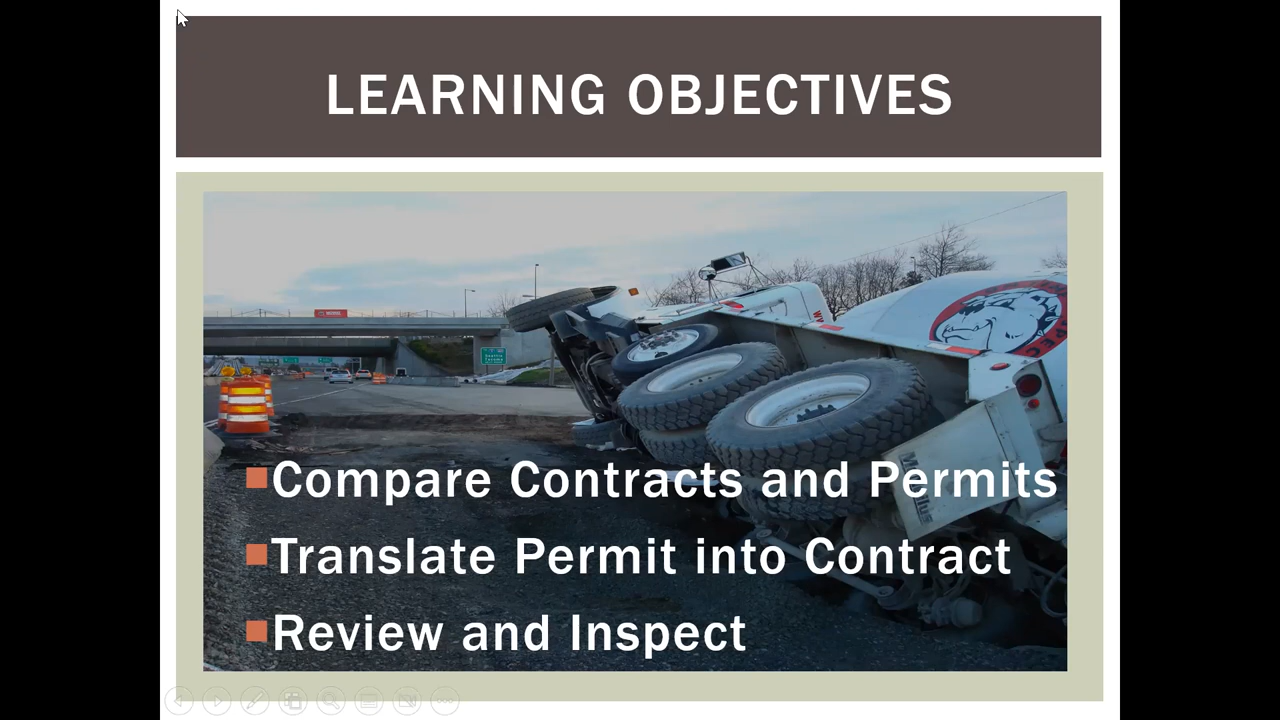 LEARNING OBJECTIVES
Compare Contracts and Permits
Translate Permit into Contract
Review and Inspect